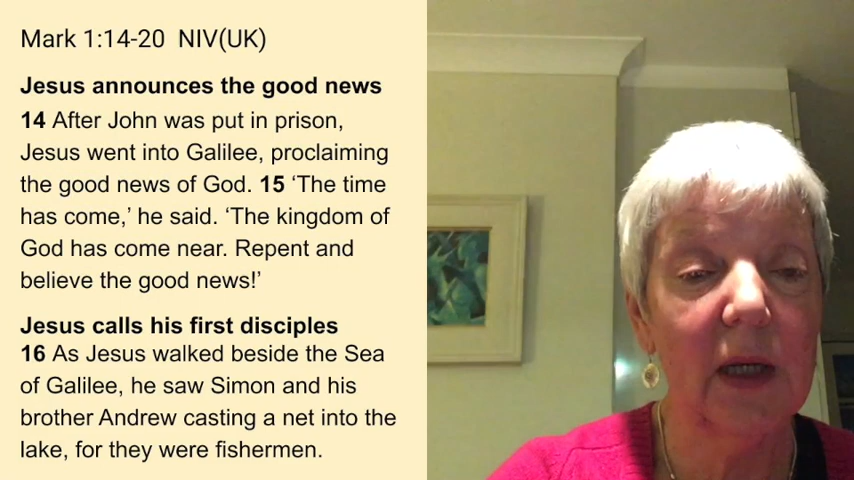 Mark 1:14-20 NIV(UK)
Jesus announces the good news
14 After John was put in prison,
Jesus went into Galilee, proclaiming
the good news of God. 15 ‘The time
has come,’ he said. ‘The kingdom of
God has come near. Repent and
believe the good news!’
Jesus calls his first disciples
16 As Jesus walked beside the Sea
of Galilee, he saw Simon and his
brother Andrew casting a net into the
lake, for they were fishermen.